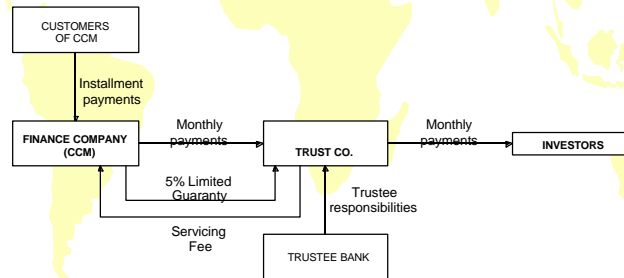 CUSTOMERS
OF CCM
Installment
payments
FINANCE COMPANY
(CCM)
Monthly
payments
TRUST CO.
Monthly
payments
INVESTORS
5% Limited
Guaranty
Trustee
responsibilities
Servicing
Fee
TRUSTEE BANK